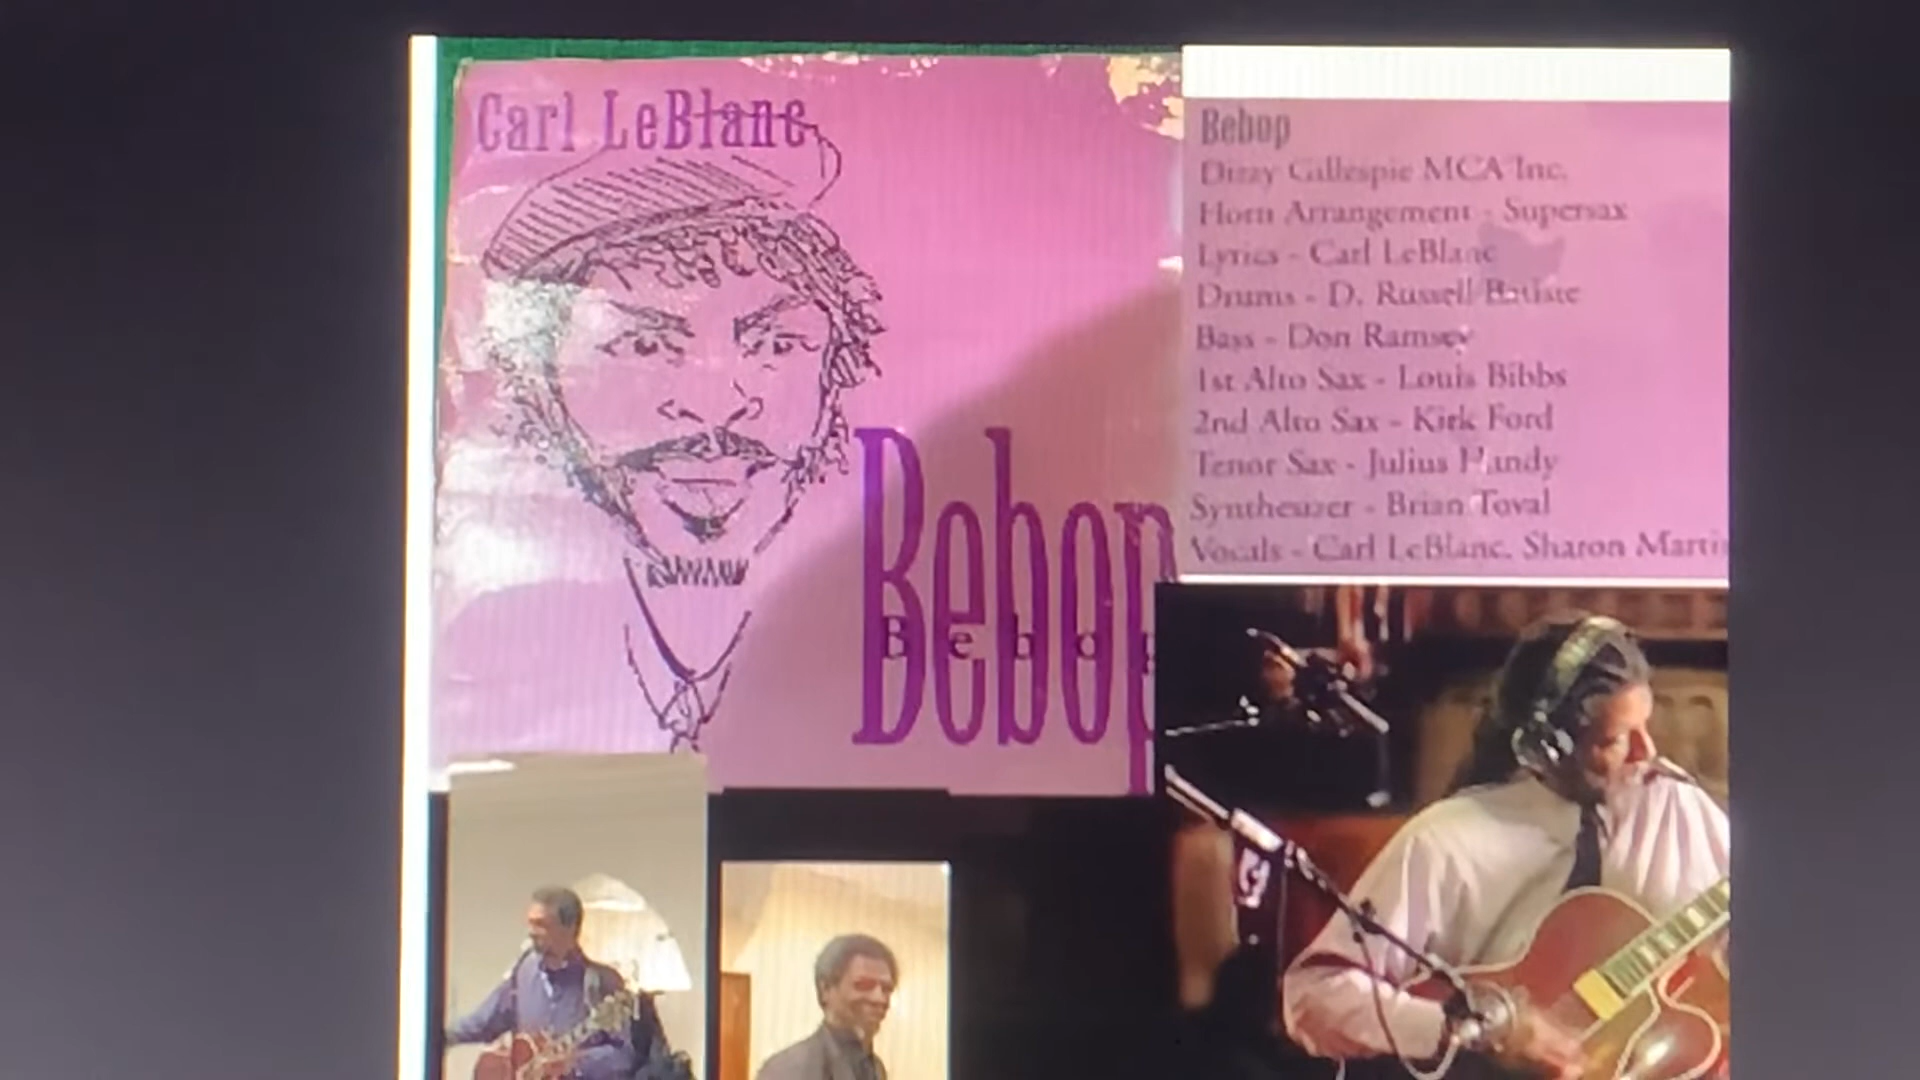 Carl LeBlanc
Bebop
Bebop
Bebop
Dizzy Gillespie MCA Inc.
Horn Arrangement - Supersax
Lyrics - Carl LeBlanc
Drums - D. Russell Batiste
Bass - Don Ramsey
1st Alto Sax - Louis Bibbs
2nd Alto Sax - Kirk Ford
Tenor Sax - Julius Handy
Synthesizer - Brian Toval
Vocals - Carl LeBlanc, Sharon Marti